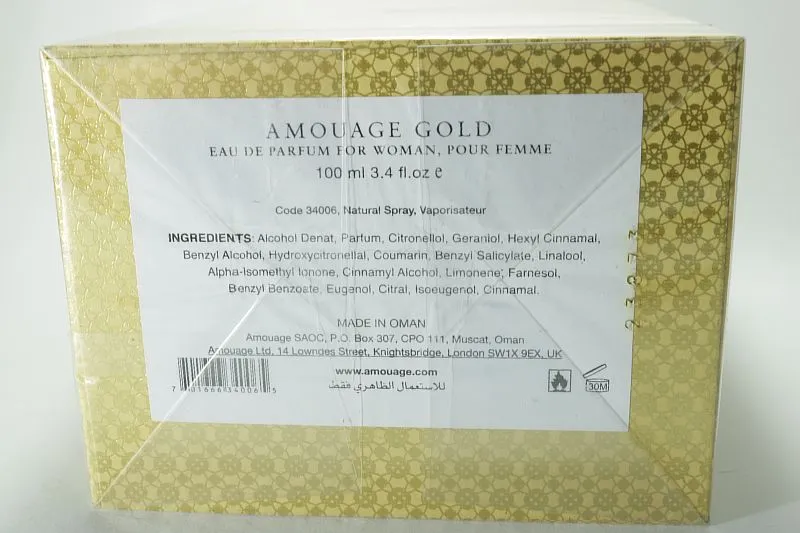 AMOUAGE GOLD
EAU DE PARFUM FOR WOMAN, POUR FEMME
100 ml 3.4 fl.oz e
Code 34006, Natural Spray, Vaporisateur
INGREDIENTS: Alcohol Denat, Parfum, Citronellol, Geraniol, Hexyl Cinnamal,
Benzyl Alcohol, Hydroxycitronellal, Coumarin, Benzyl Salicylate, Linalool,
Alpha-Isomethyl Ionone, Cinnamyl Alcohol, Limonene, Farnesol,
Benzyl Benzoate, Eugenol, Citral, Isoeugenol, Cinnamal.
MADE IN OMAN
Amouage SAOC, P.O. Box 307, CPO 111, Muscat, Oman
Amouage Ltd, 14 Lowndes Street, Knightsbridge, London SW1X 9EX, UK
www.amouage.com
للاستعمال الظاهري فقط
7 01666 34006 5
30M